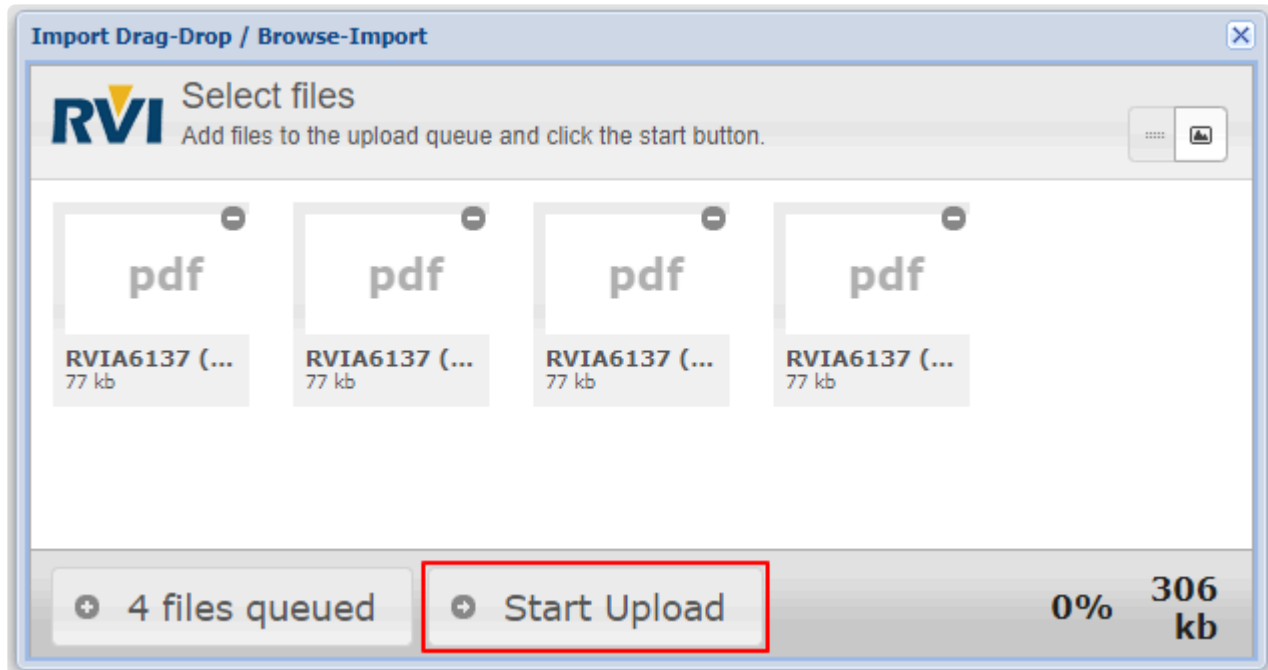 Import Drag-Drop / Browse-Import
RVI
Select files
Add files to the upload queue and click the start button.
pdf pdf pdf pdf
RVIA6137 (... RVIA6137 (... RVIA6137 (... RVIA6137 (...
77 kb 77 kb 77 kb 77 kb
4 files queued Start Upload 0% 306
kb